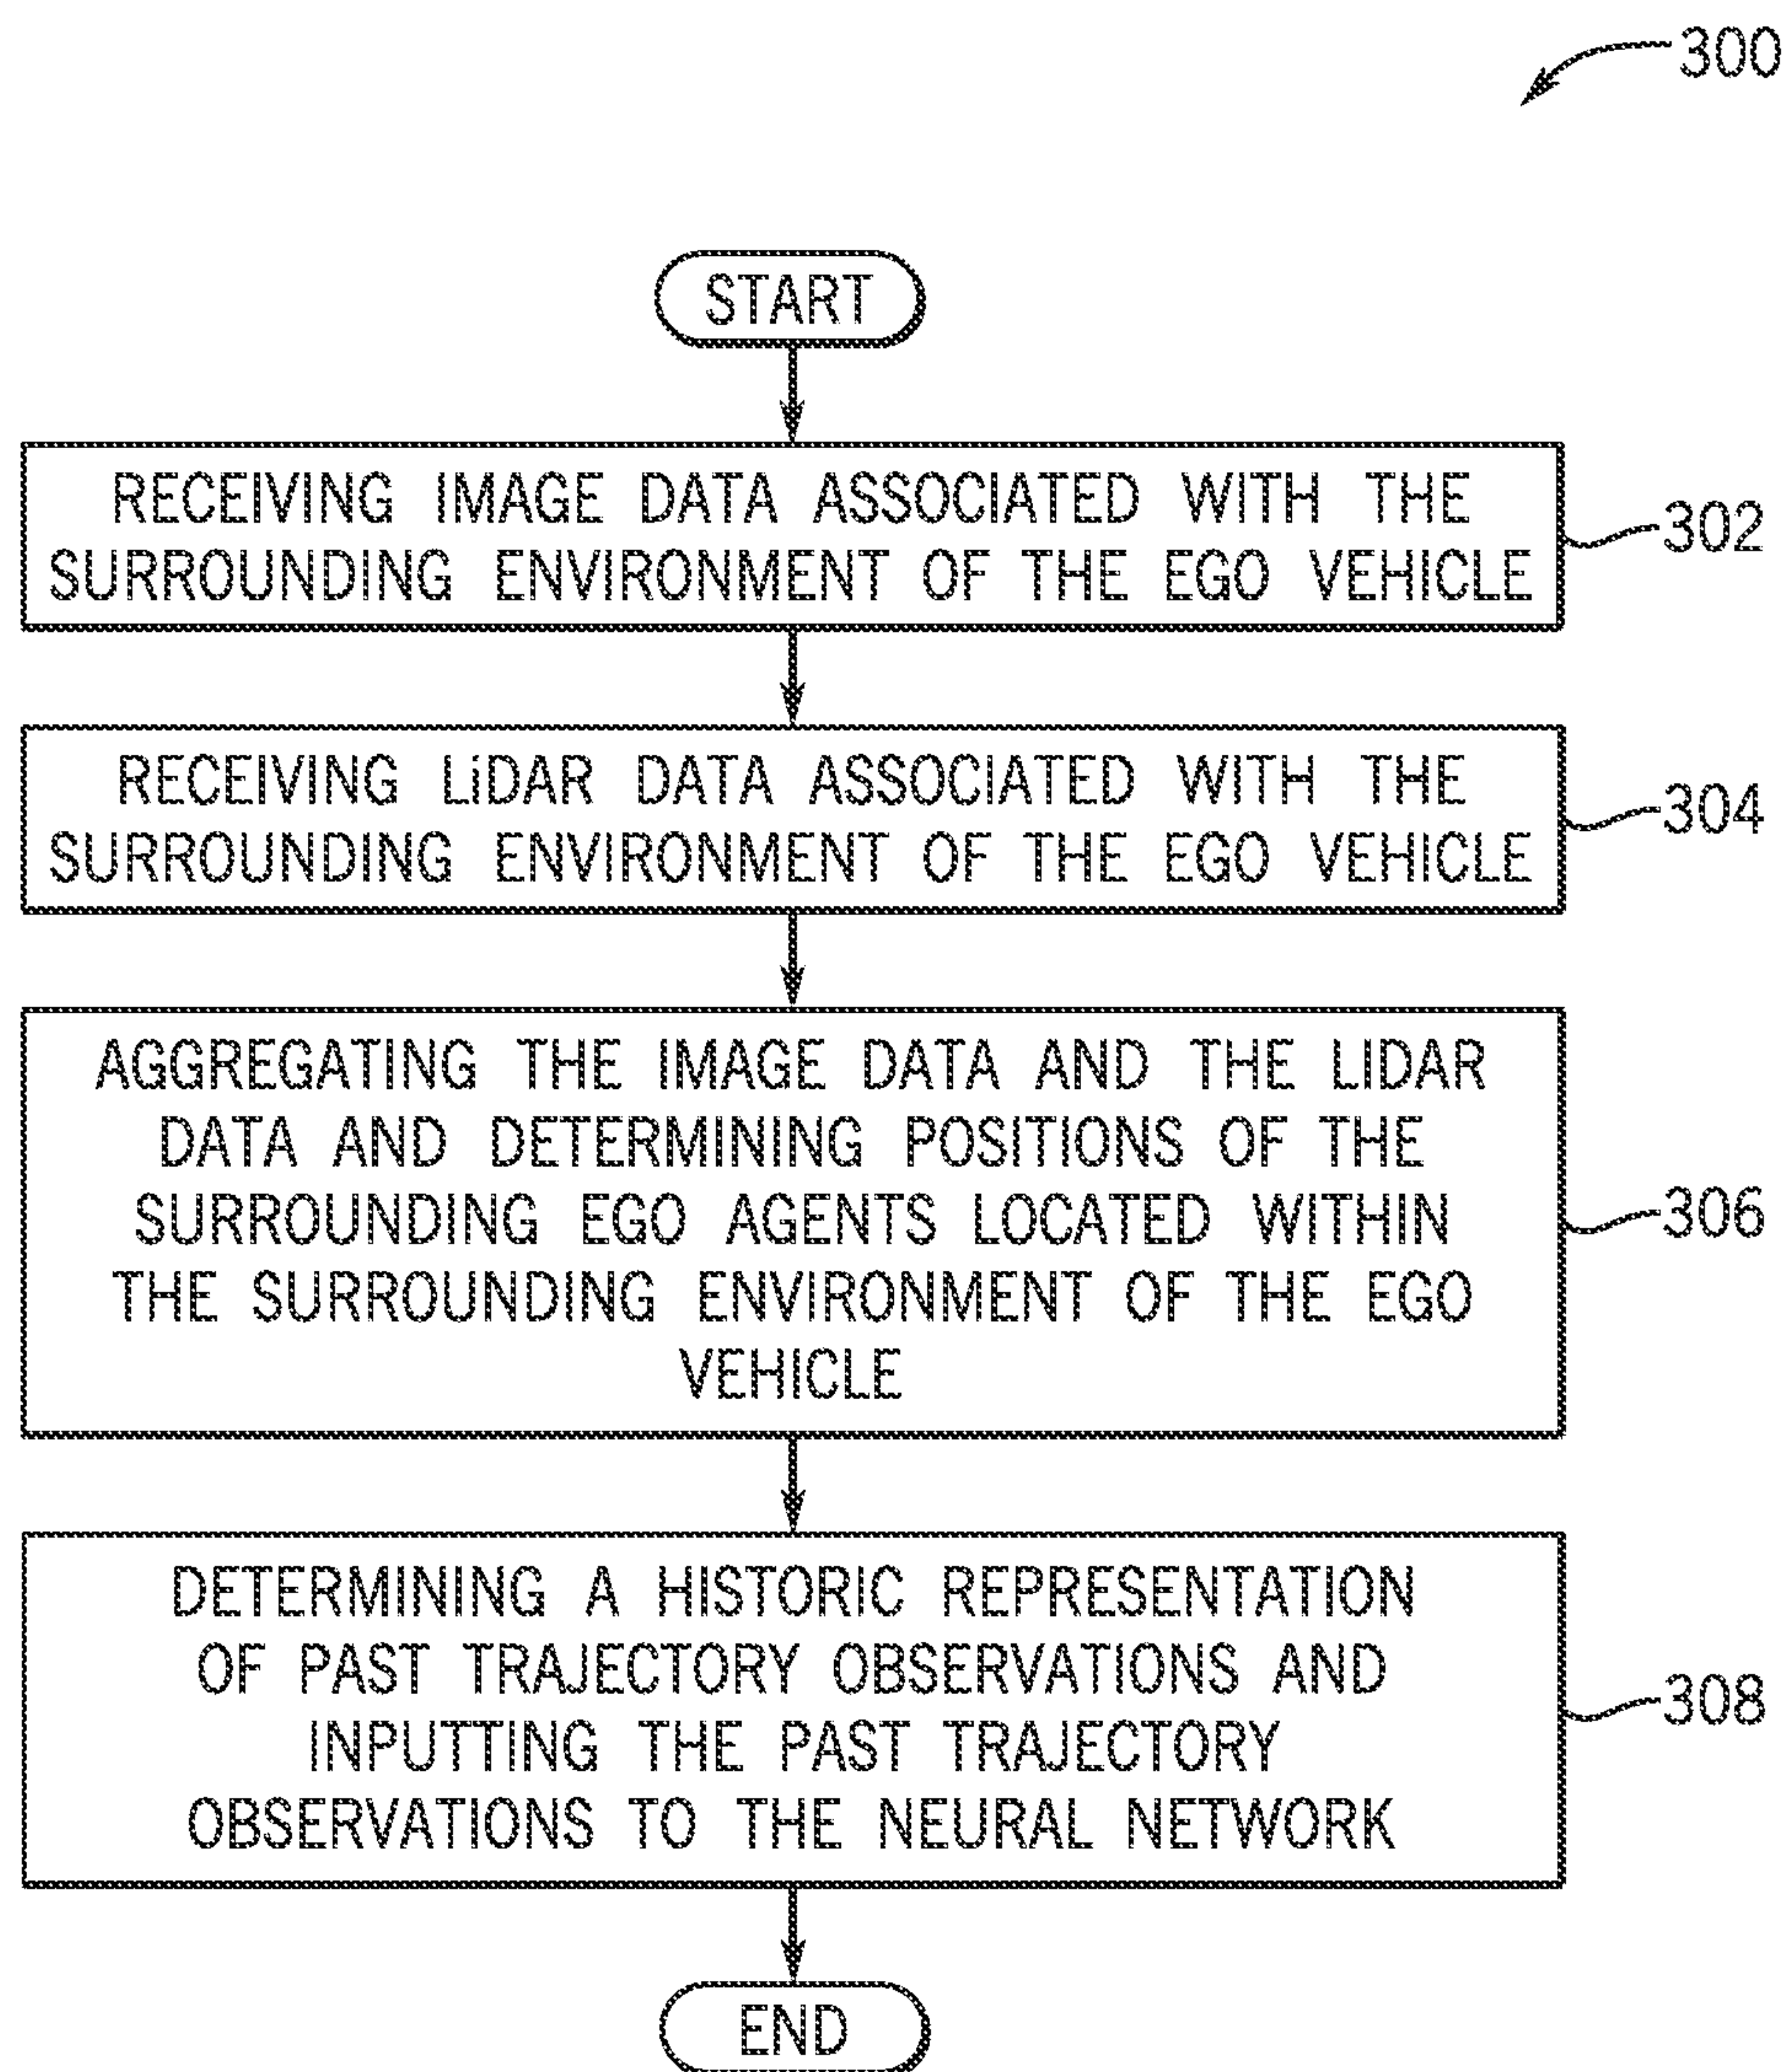 300
START
RECEIVING IMAGE DATA ASSOCIATED WITH THE
SURROUNDING ENVIRONMENT OF THE EGO VEHICLE
302
RECEIVING LiDAR DATA ASSOCIATED WITH THE
SURROUNDING ENVIRONMENT OF THE EGO VEHICLE
304
AGGREGATING THE IMAGE DATA AND THE LIDAR
DATA AND DETERMINING POSITIONS OF THE
SURROUNDING EGO AGENTS LOCATED WITHIN
THE SURROUNDING ENVIRONMENT OF THE EGO
VEHICLE
306
DETERMINING A HISTORIC REPRESENTATION
OF PAST TRAJECTORY OBSERVATIONS AND
INPUTTING THE PAST TRAJECTORY
OBSERVATIONS TO THE NEURAL NETWORK
308
END